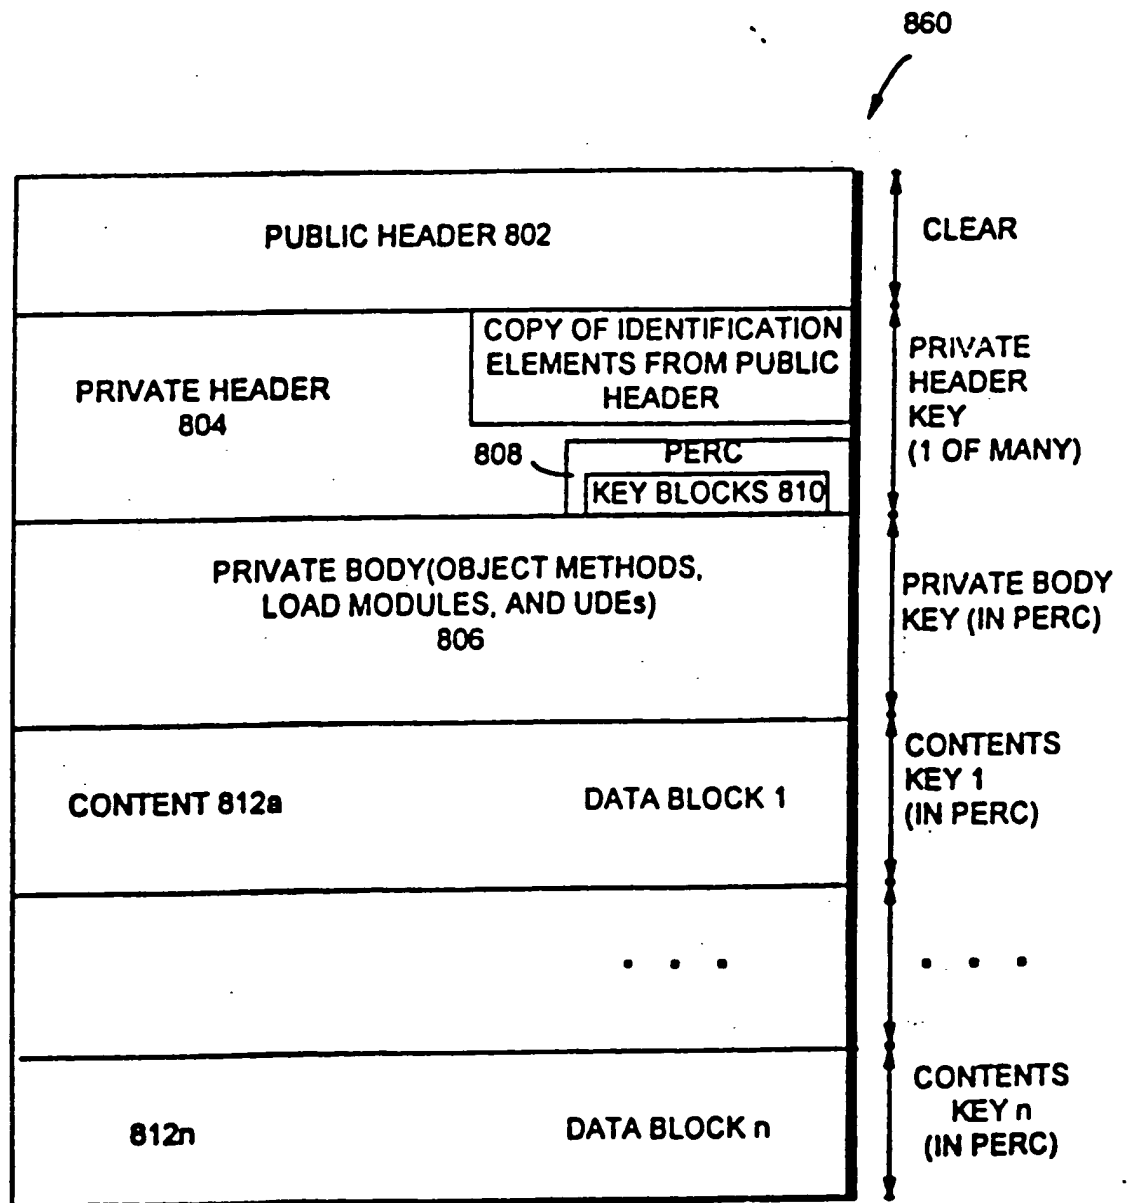 860
PUBLIC HEADER 802
CLEAR
COPY OF IDENTIFICATION
ELEMENTS FROM PUBLIC
HEADER
PRIVATE HEADER
804
PRIVATE
HEADER
KEY
(1 OF MANY)
808
PERC
KEY BLOCKS 810
PRIVATE BODY(OBJECT METHODS,
LOAD MODULES, AND UDEs)
806
PRIVATE BODY
KEY (IN PERC)
CONTENT 812a
DATA BLOCK 1
CONTENTS
KEY 1
(IN PERC)
. . .
. . .
812n
DATA BLOCK n
CONTENTS
KEY n
(IN PERC)